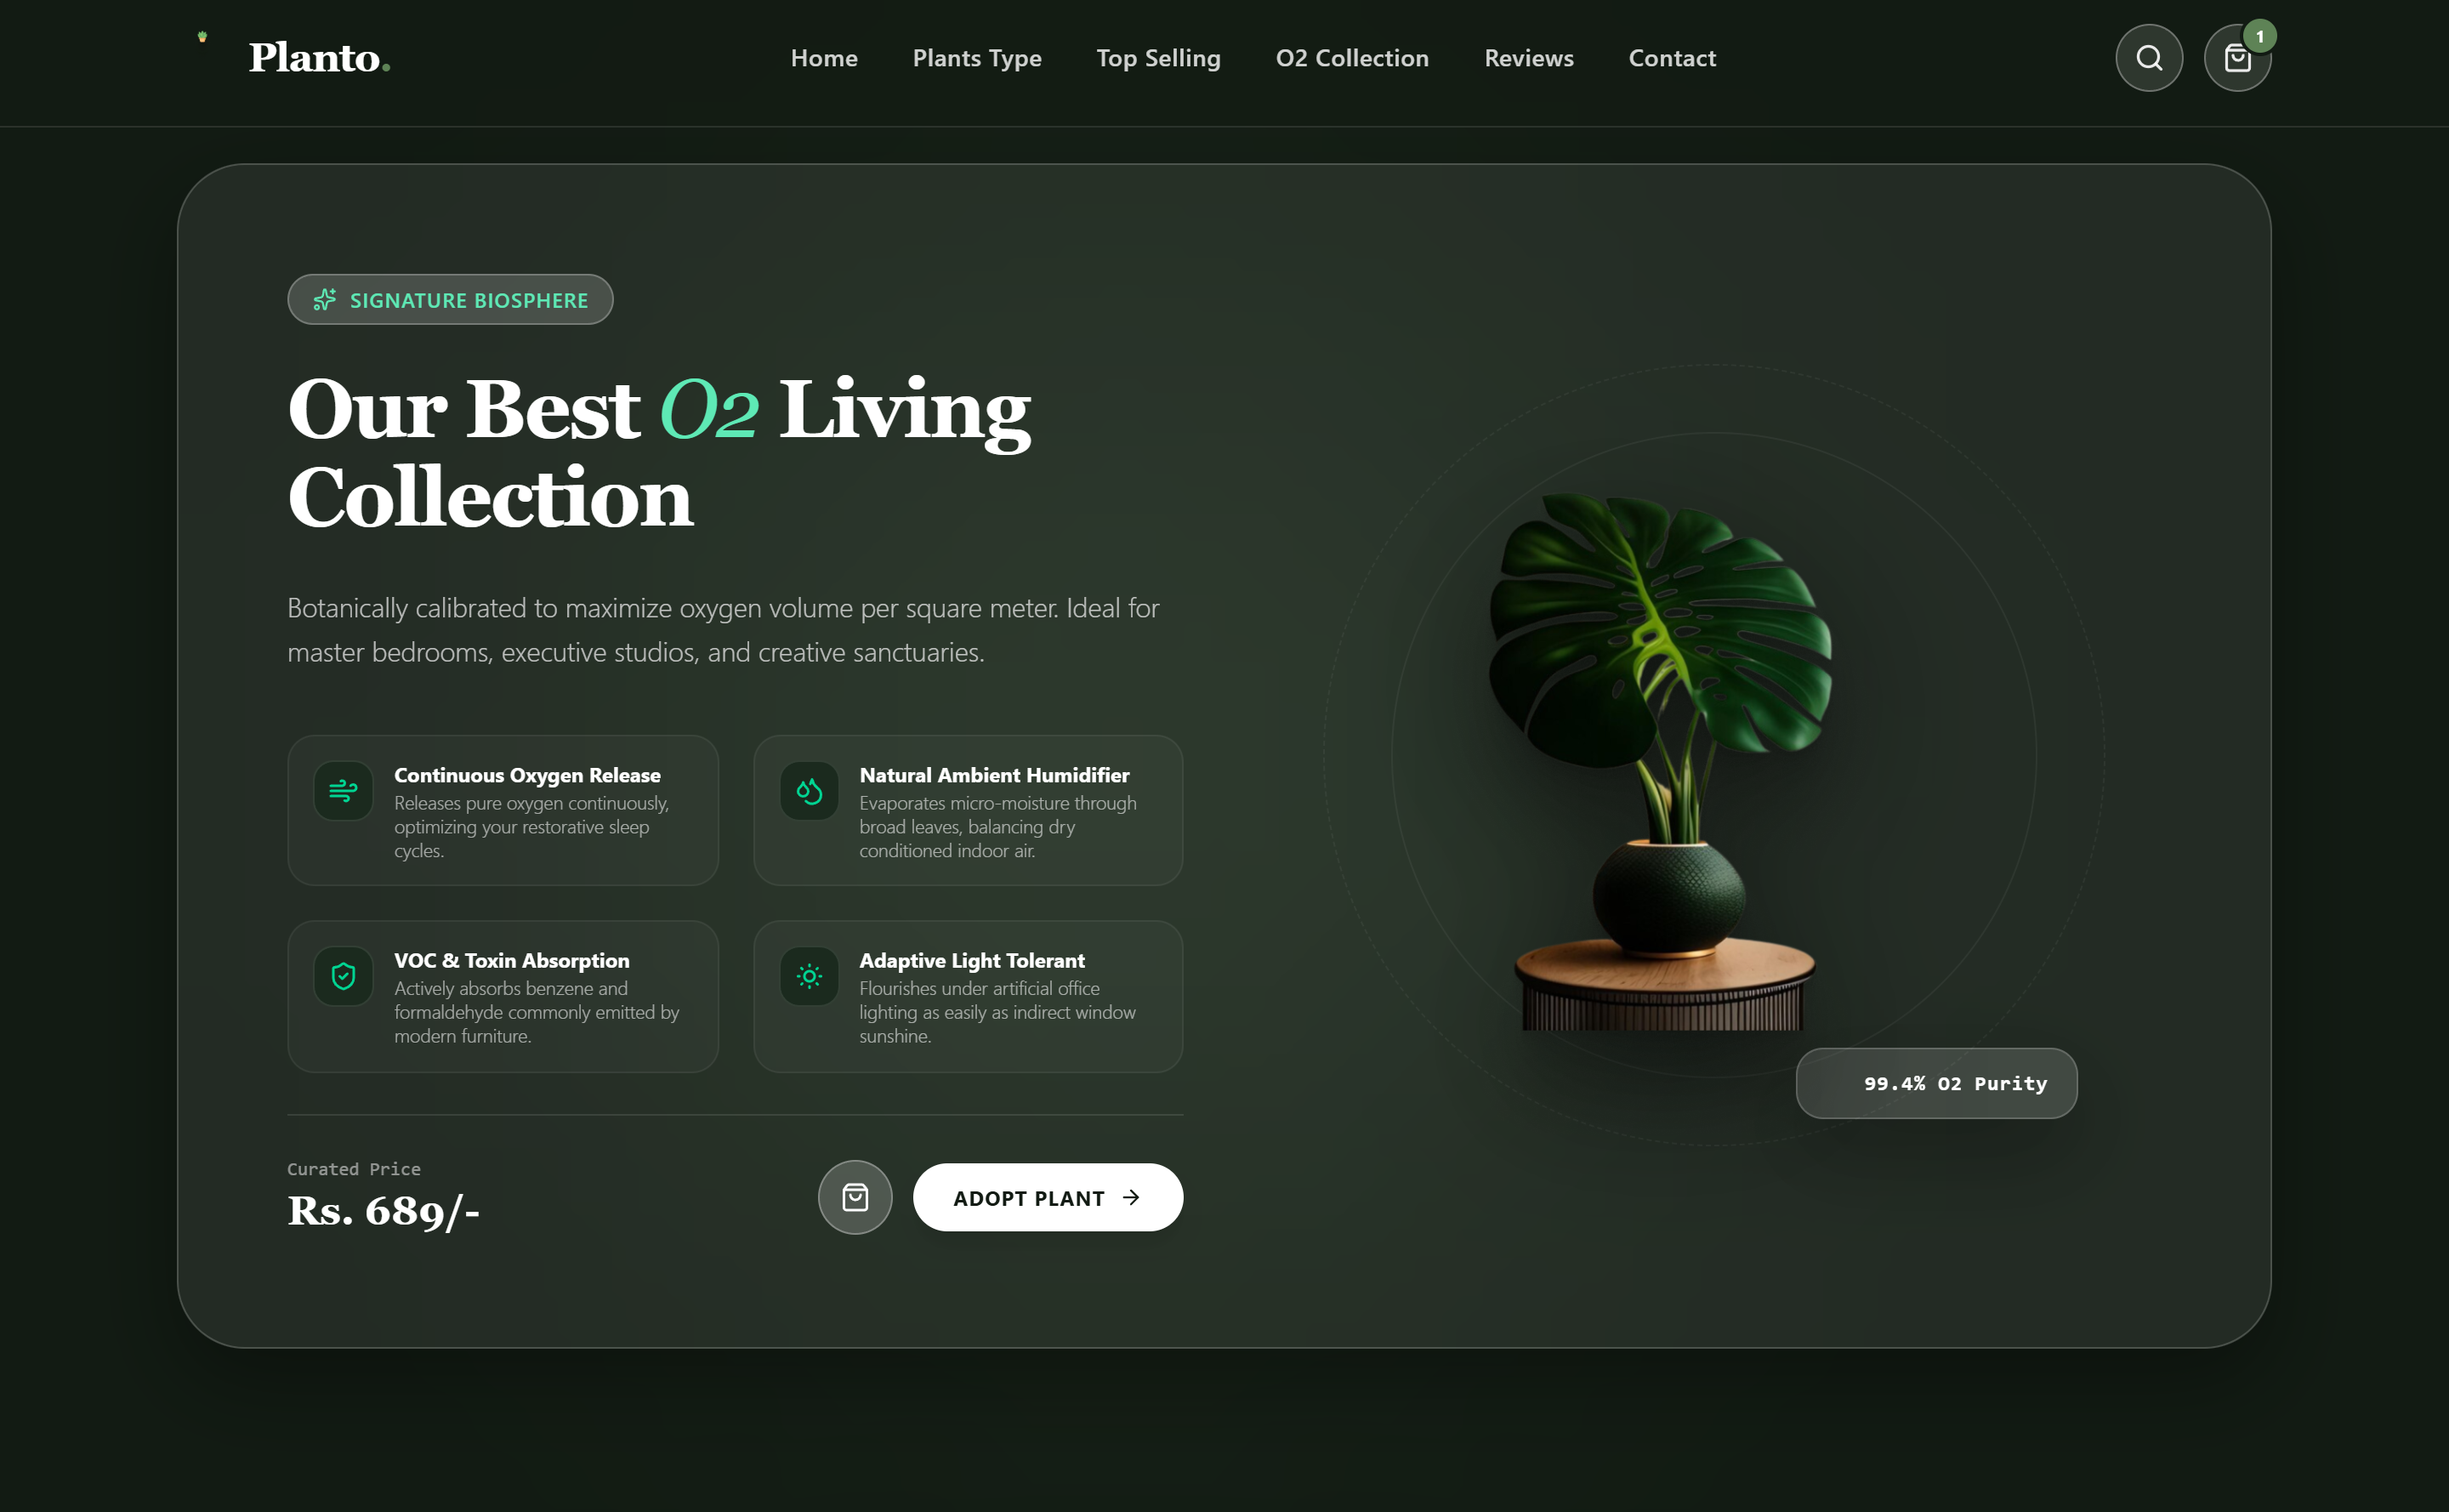 Planto.
Home
Plants Type
Top Selling
O2 Collection
Reviews
Contact
1
SIGNATURE BIOSPHERE
Our Best O2 Living
Collection
Botanically calibrated to maximize oxygen volume per square meter. Ideal for
master bedrooms, executive studios, and creative sanctuaries.
Continuous Oxygen Release
Releases pure oxygen continuously,
optimizing your restorative sleep
cycles.
Natural Ambient Humidifier
Evaporates micro-moisture through
broad leaves, balancing dry
conditioned indoor air.
VOC & Toxin Absorption
Actively absorbs benzene and
formaldehyde commonly emitted by
modern furniture.
Adaptive Light Tolerant
Flourishes under artificial office
lighting as easily as indirect window
sunshine.
99.4% O2 Purity
Curated Price
Rs. 689/-
ADOPT PLANT